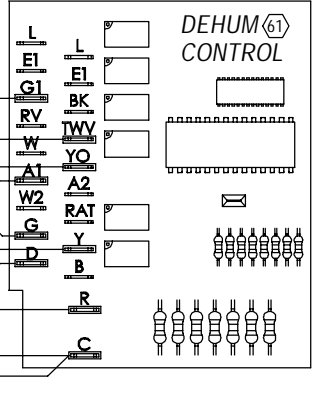 DEHUM 61
CONTROL
L
E1
G1
RV
W
A1
W2
G
D
L
E1
BK
TWV
YO
A2
RAT
Y
B
R
C